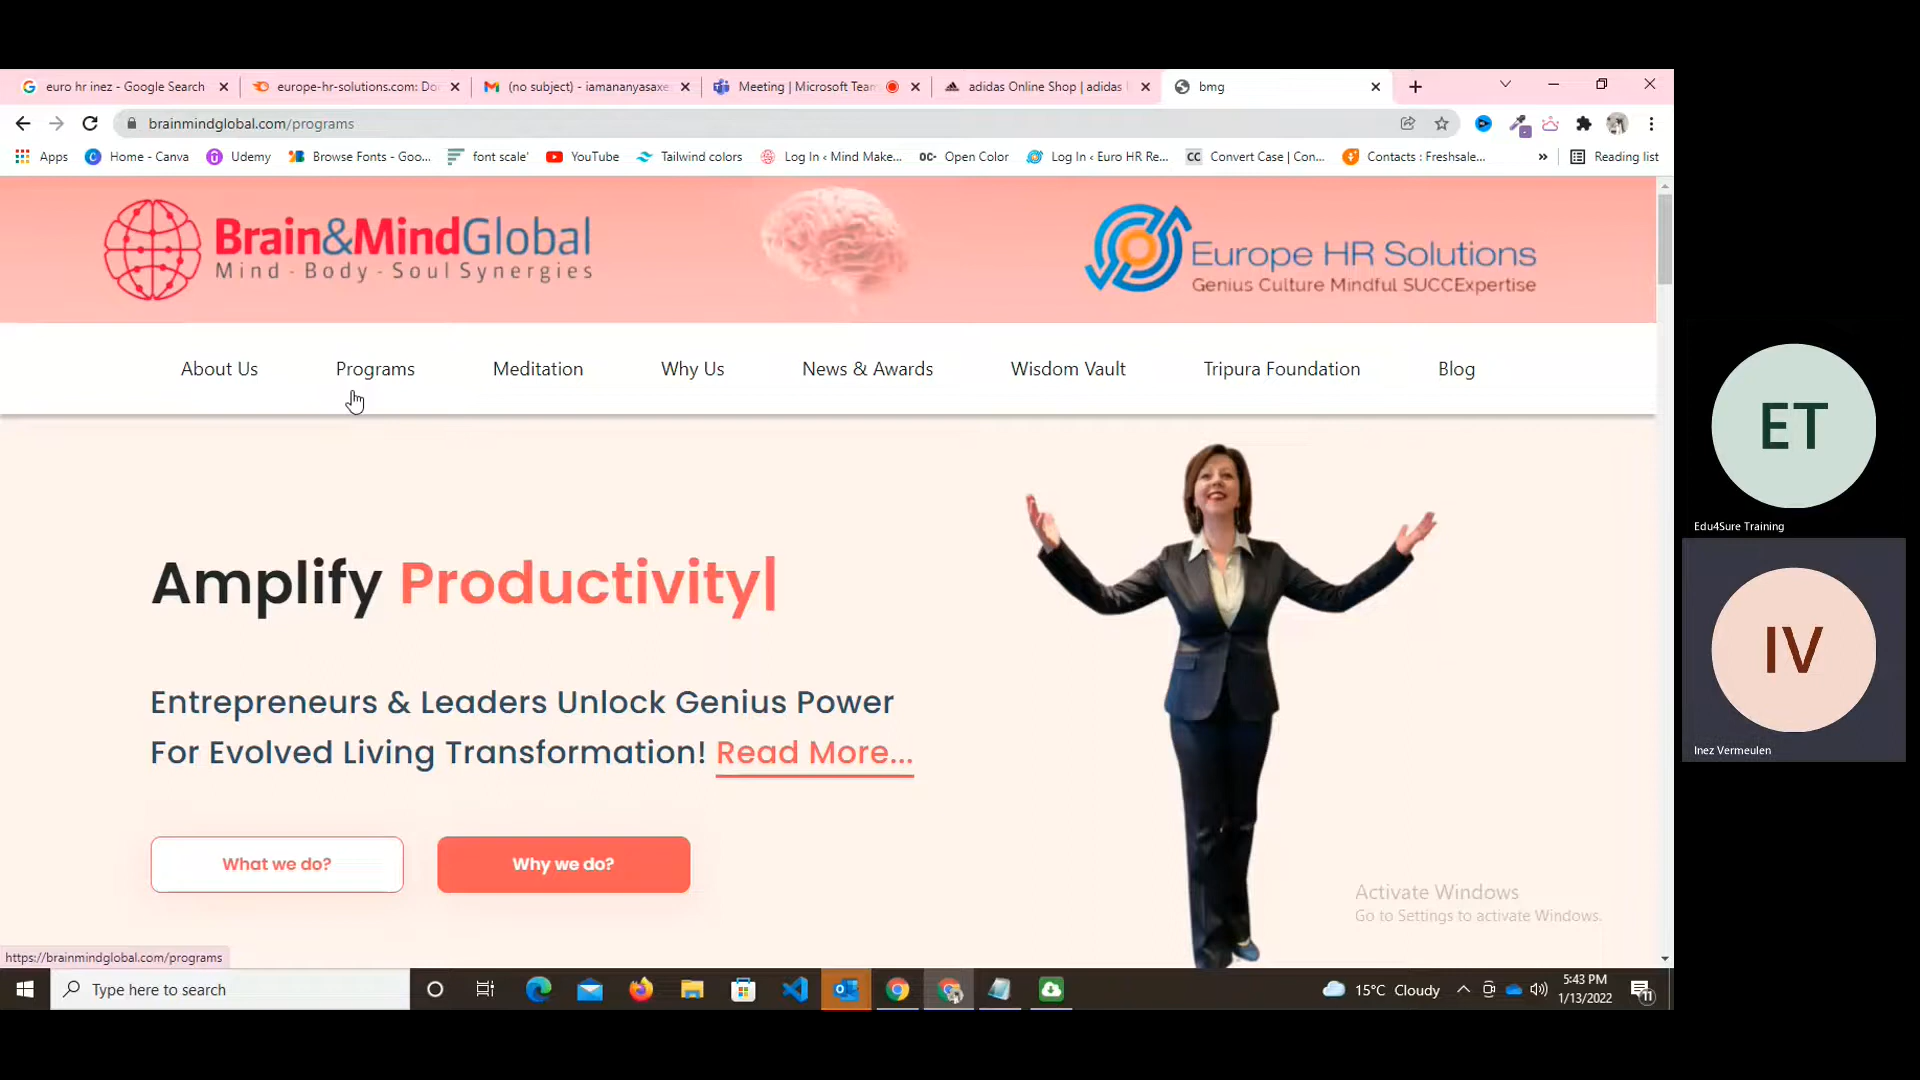 euro hr inez - Google Search
europe-hr-solutions.com: Do
(no subject) - iamananyasaxe
Meeting | Microsoft Team
adidas Online Shop | adidas
bmg
brainmindglobal.com/programs
Apps
Home - Canva
Udemy
Browse Fonts - Goo...
font scale'
YouTube
Tailwind colors
Log In ‹ Mind Make...
OC- Open Color
Log In ‹ Euro HR Re...
CC Convert Case | Con...
Contacts : Freshsale...
»
Reading list
Brain&MindGlobal
Mind - Body - Soul Synergies
Europe HR Solutions
Genius Culture Mindful SUCCExpertise
About Us
Programs
Meditation
Why Us
News & Awards
Wisdom Vault
Tripura Foundation
Blog
Amplify Productivity|
Entrepreneurs & Leaders Unlock Genius Power
For Evolved Living Transformation! Read More...
What we do?
Why we do?
Activate Windows
Go to Settings to activate Windows.
https://brainmindglobal.com/programs
Type here to search
15°C Cloudy
5:43 PM
1/13/2022
11
ET
Edu4Sure Training
IV
Inez Vermeulen